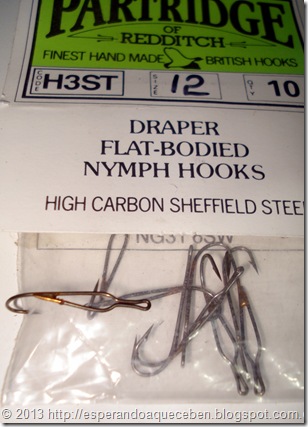 PARTRIDGE
OF
REDDITCH
FINEST HAND MADE BRITISH HOOKS
CODE H3ST SIZE 12 QTY 10
DRAPER
FLAT-BODIED
NYMPH HOOKS
HIGH CARBON SHEFFIELD STEE
© 2013 http://esperandoaqueceben.blogspot.com